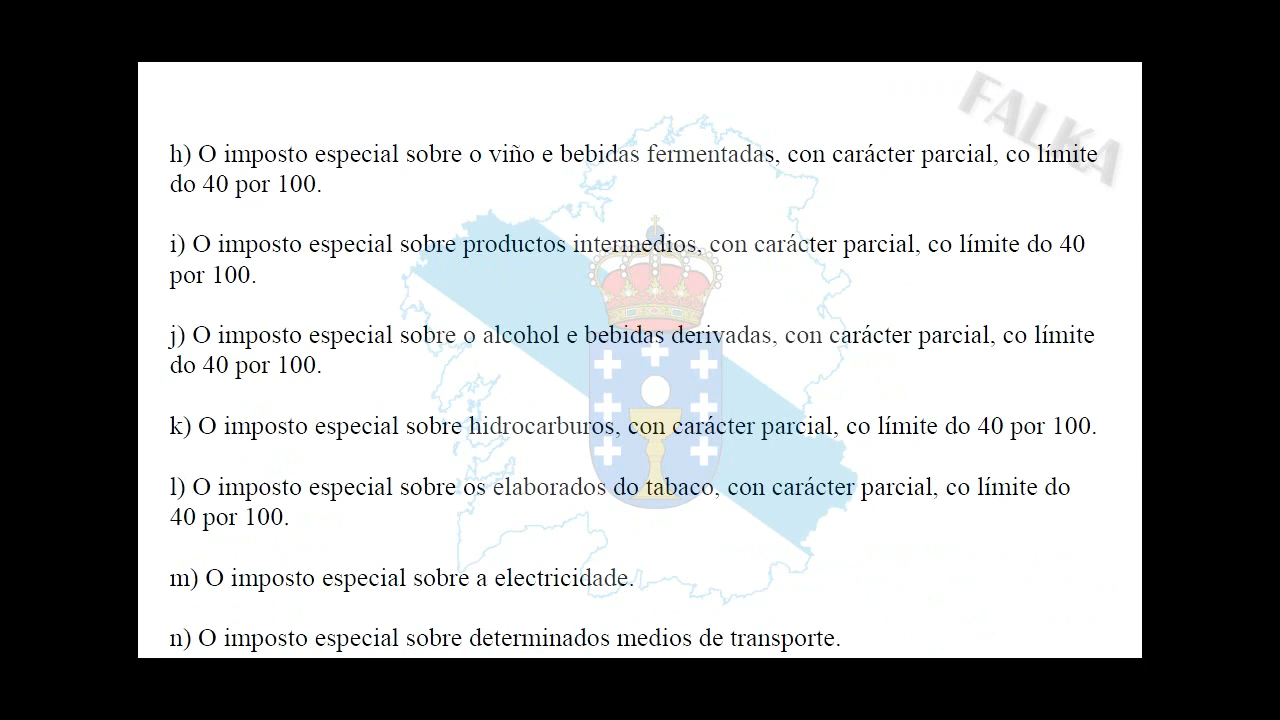 FALKA
h) O imposto especial sobre o viño e bebidas fermentadas, con carácter parcial, co límite
do 40 por 100.
i) O imposto especial sobre productos intermedios, con carácter parcial, co límite do 40
por 100.
j) O imposto especial sobre o alcohol e bebidas derivadas, con carácter parcial, co límite
do 40 por 100.
k) O imposto especial sobre hidrocarburos, con carácter parcial, co límite do 40 por 100.
l) O imposto especial sobre os elaborados do tabaco, con carácter parcial, co límite do
40 por 100.
m) O imposto especial sobre a electricidade.
n) O imposto especial sobre determinados medios de transporte.